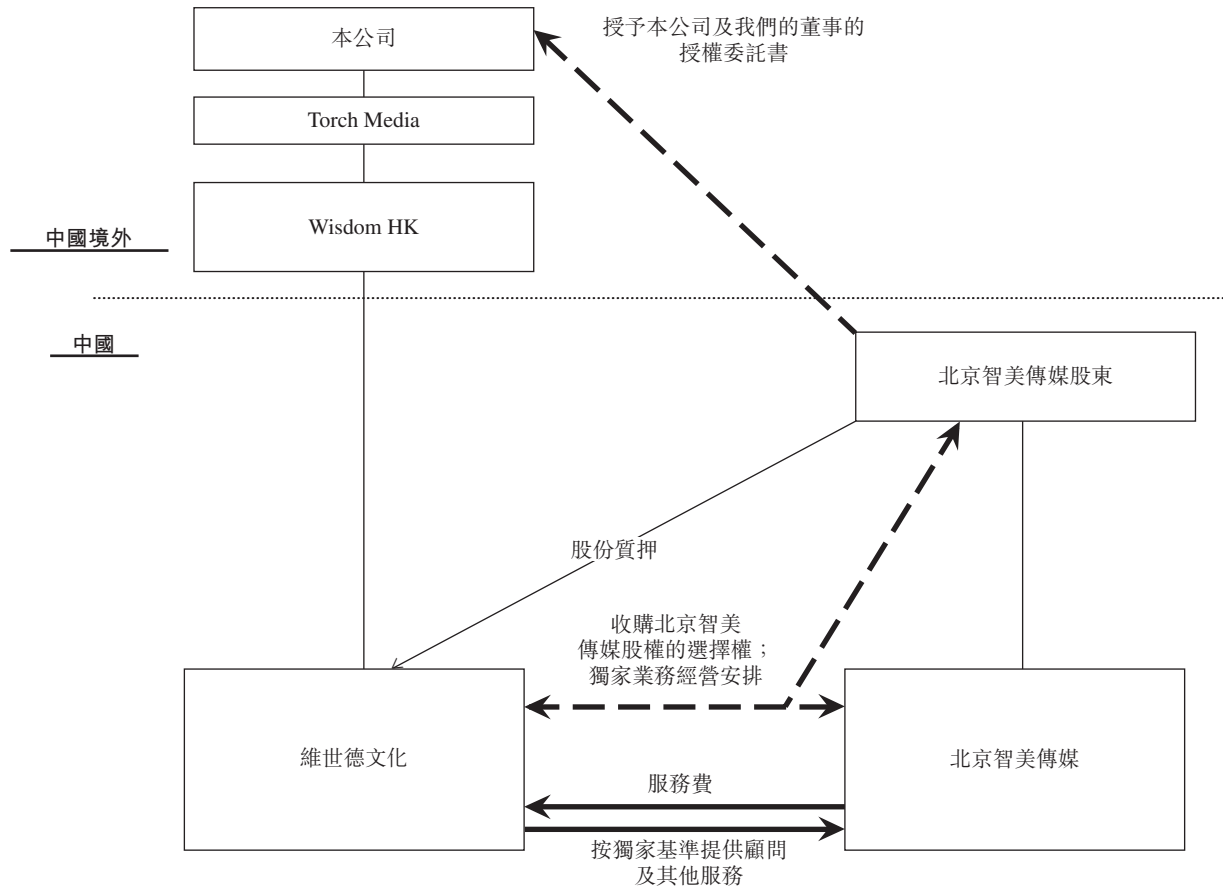 本公司
授予本公司及我們的董事的
授權委託書
Torch Media
Wisdom HK
中國境外
中國
北京智美傳媒股東
股份質押
收購北京智美
傳媒股權的選擇權；
獨家業務經營安排
維世德文化
北京智美傳媒
服務費
按獨家基準提供顧問
及其他服務